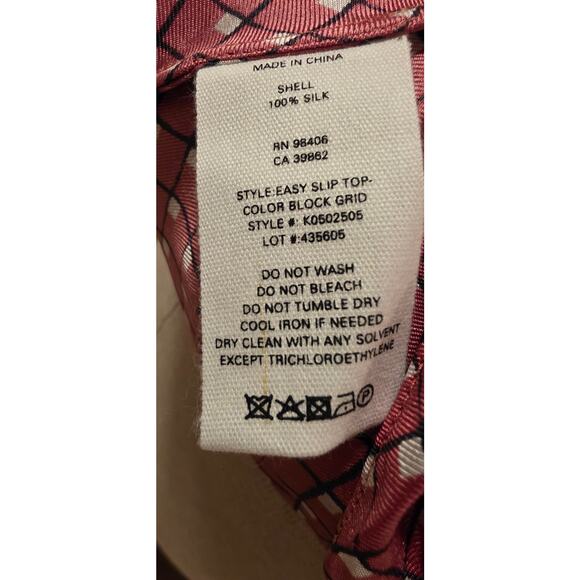 MADE IN CHINA
SHELL
100% SILK
RN 98406
CA 39862
STYLE:EASY SLIP TOP-
COLOR BLOCK GRID
STYLE #: K0502505
LOT #:435605
DO NOT WASH
DO NOT BLEACH
DO NOT TUMBLE DRY
COOL IRON IF NEEDED
DRY CLEAN WITH ANY SOLVENT
EXCEPT TRICHLOROETHYLENE
P